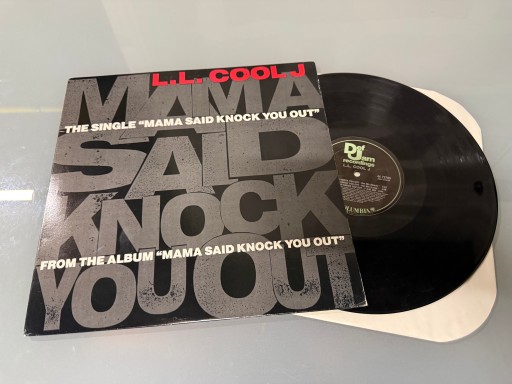 L.L. COOL J
MAMA
THE SINGLE "MAMA SAID KNOCK YOU OUT"
SAID
KNOCK
FROM THE ALBUM "MAMA SAID KNOCK YOU OUT"
YOU OUT
Def
Jam
recordings
L.L. COOL J